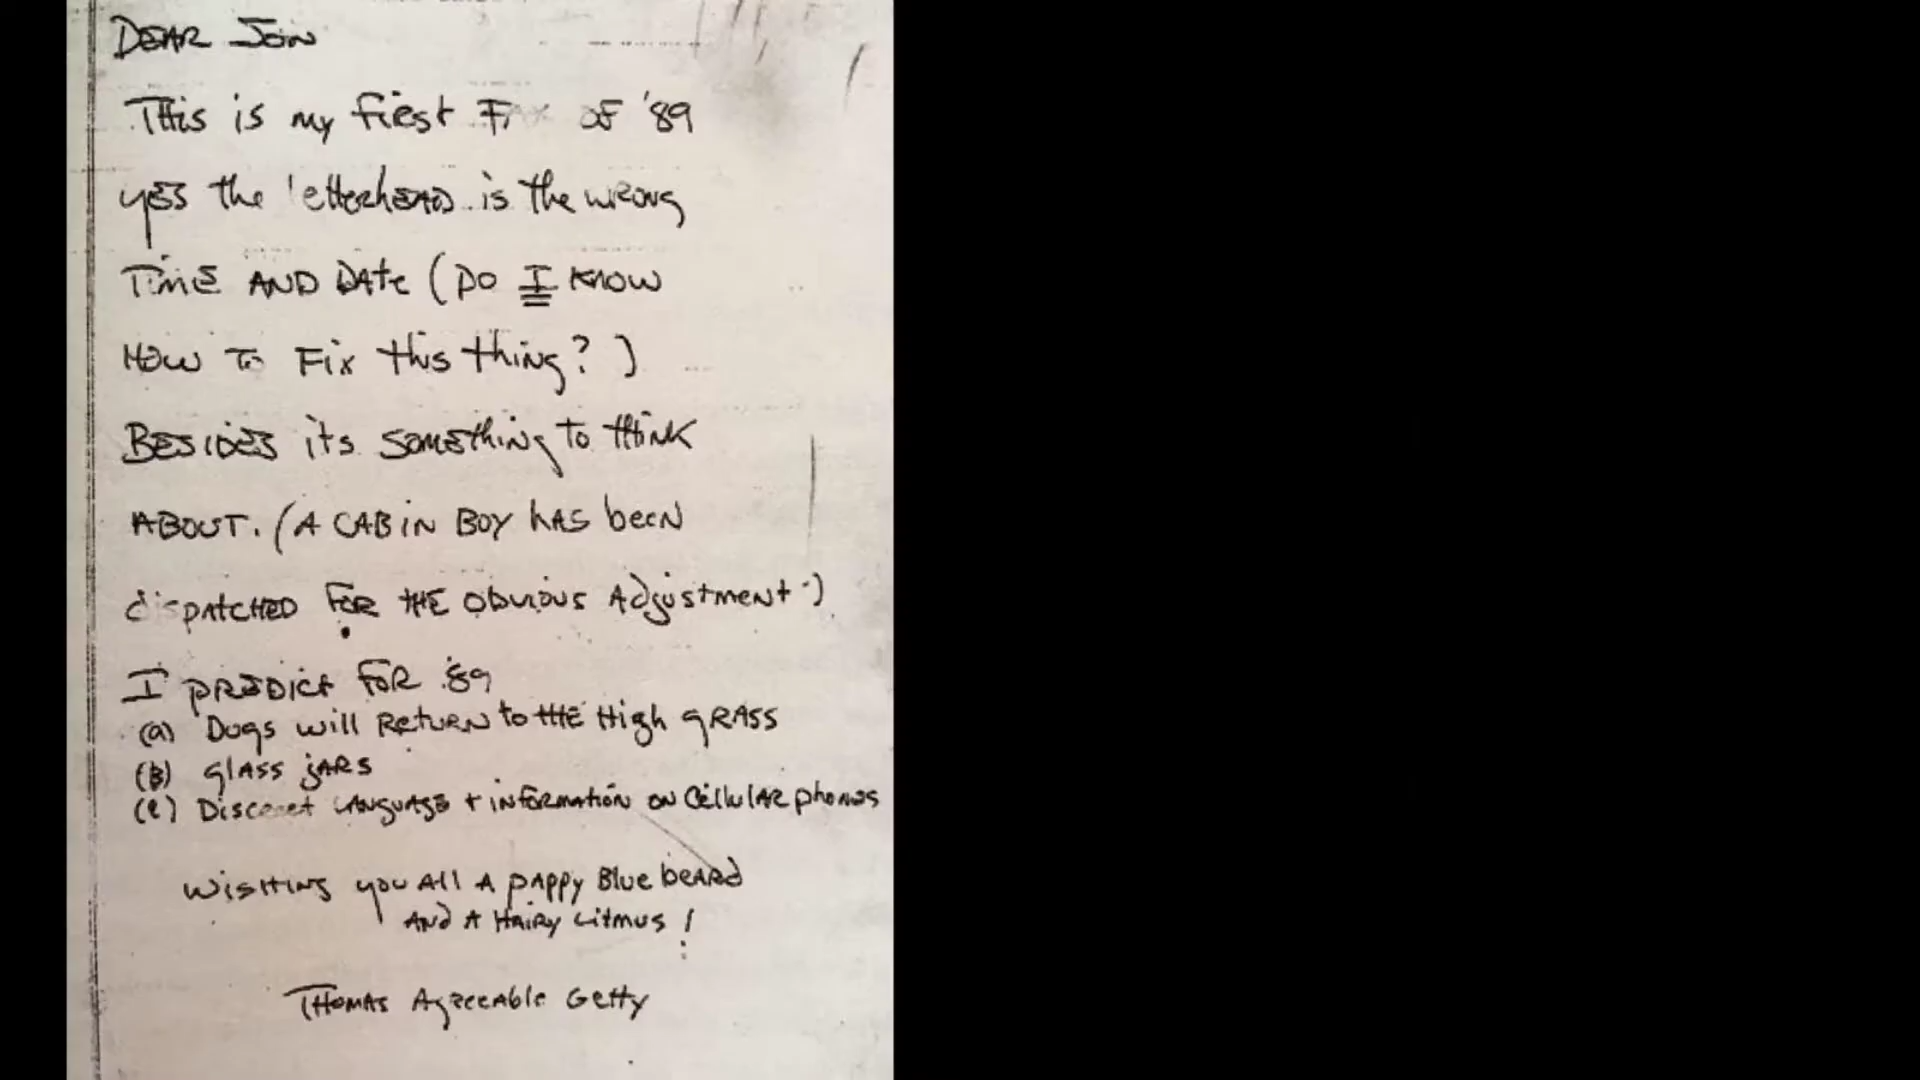 DEAR JON
THis is my fiRst FAX OF '89
yES the letterhEAD is the wRong
TimE AND DAte (DO I KNOW
HOW To Fix this thing?)
BESIDES its somEthing to thiNK
ABOUT. (A CABiN BOY hAS beeN
dispAtCHED FOR tHE ObviOus Adjustment.)
I pREDict FOR '89
(a) Dogs will RetuRN to tHE High gRASS
(B) glASS jARS
(C) DiscReet LANguAgE + iNFORmAtioN ON CellulAR phoNES
WisHiNg you All A pAppy Blue beARd
ANd A HAiRy Litmus!
THOMAS AgReeAble Getty